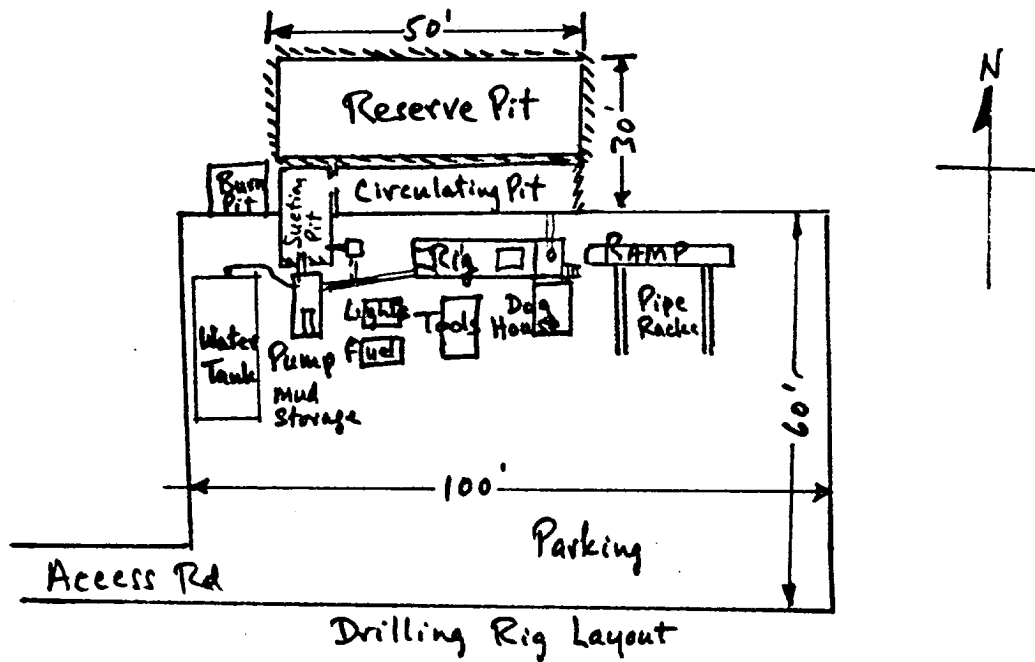 50'
N
Reserve Pit
30'
Burn
Pit
Suction
Pit
Circulating Pit
Rig
RAMP
Water
Tank
Pump
Mud
Storage
Lights
Fuel
Tools
Dog
House
Pipe
Racks
60'
100'
Parking
Access Rd
Drilling Rig Layout